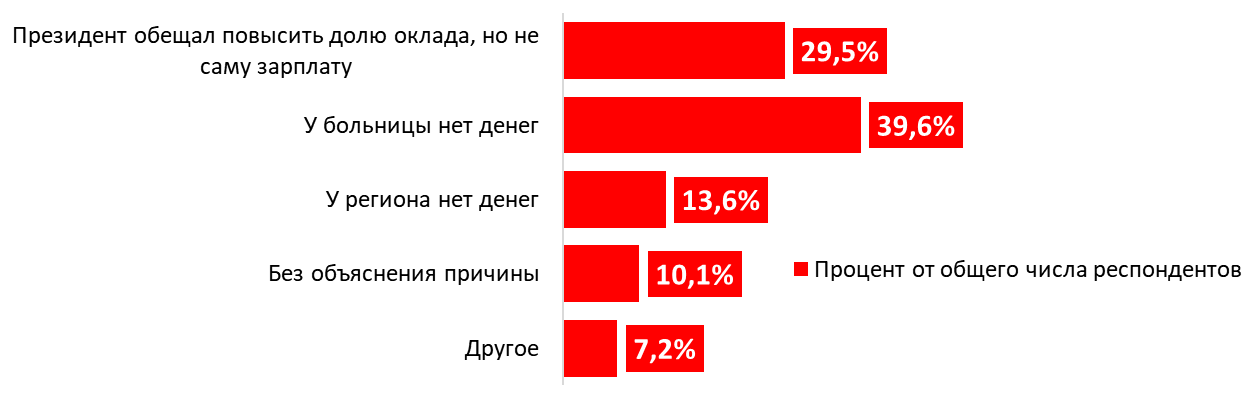 Президент обещал повысить долю оклада, но не
саму зарплату
29,5%
У больницы нет денег
39,6%
У региона нет денег
13,6%
Без объяснения причины
10,1%
Процент от общего числа респондентов
Другое
7,2%